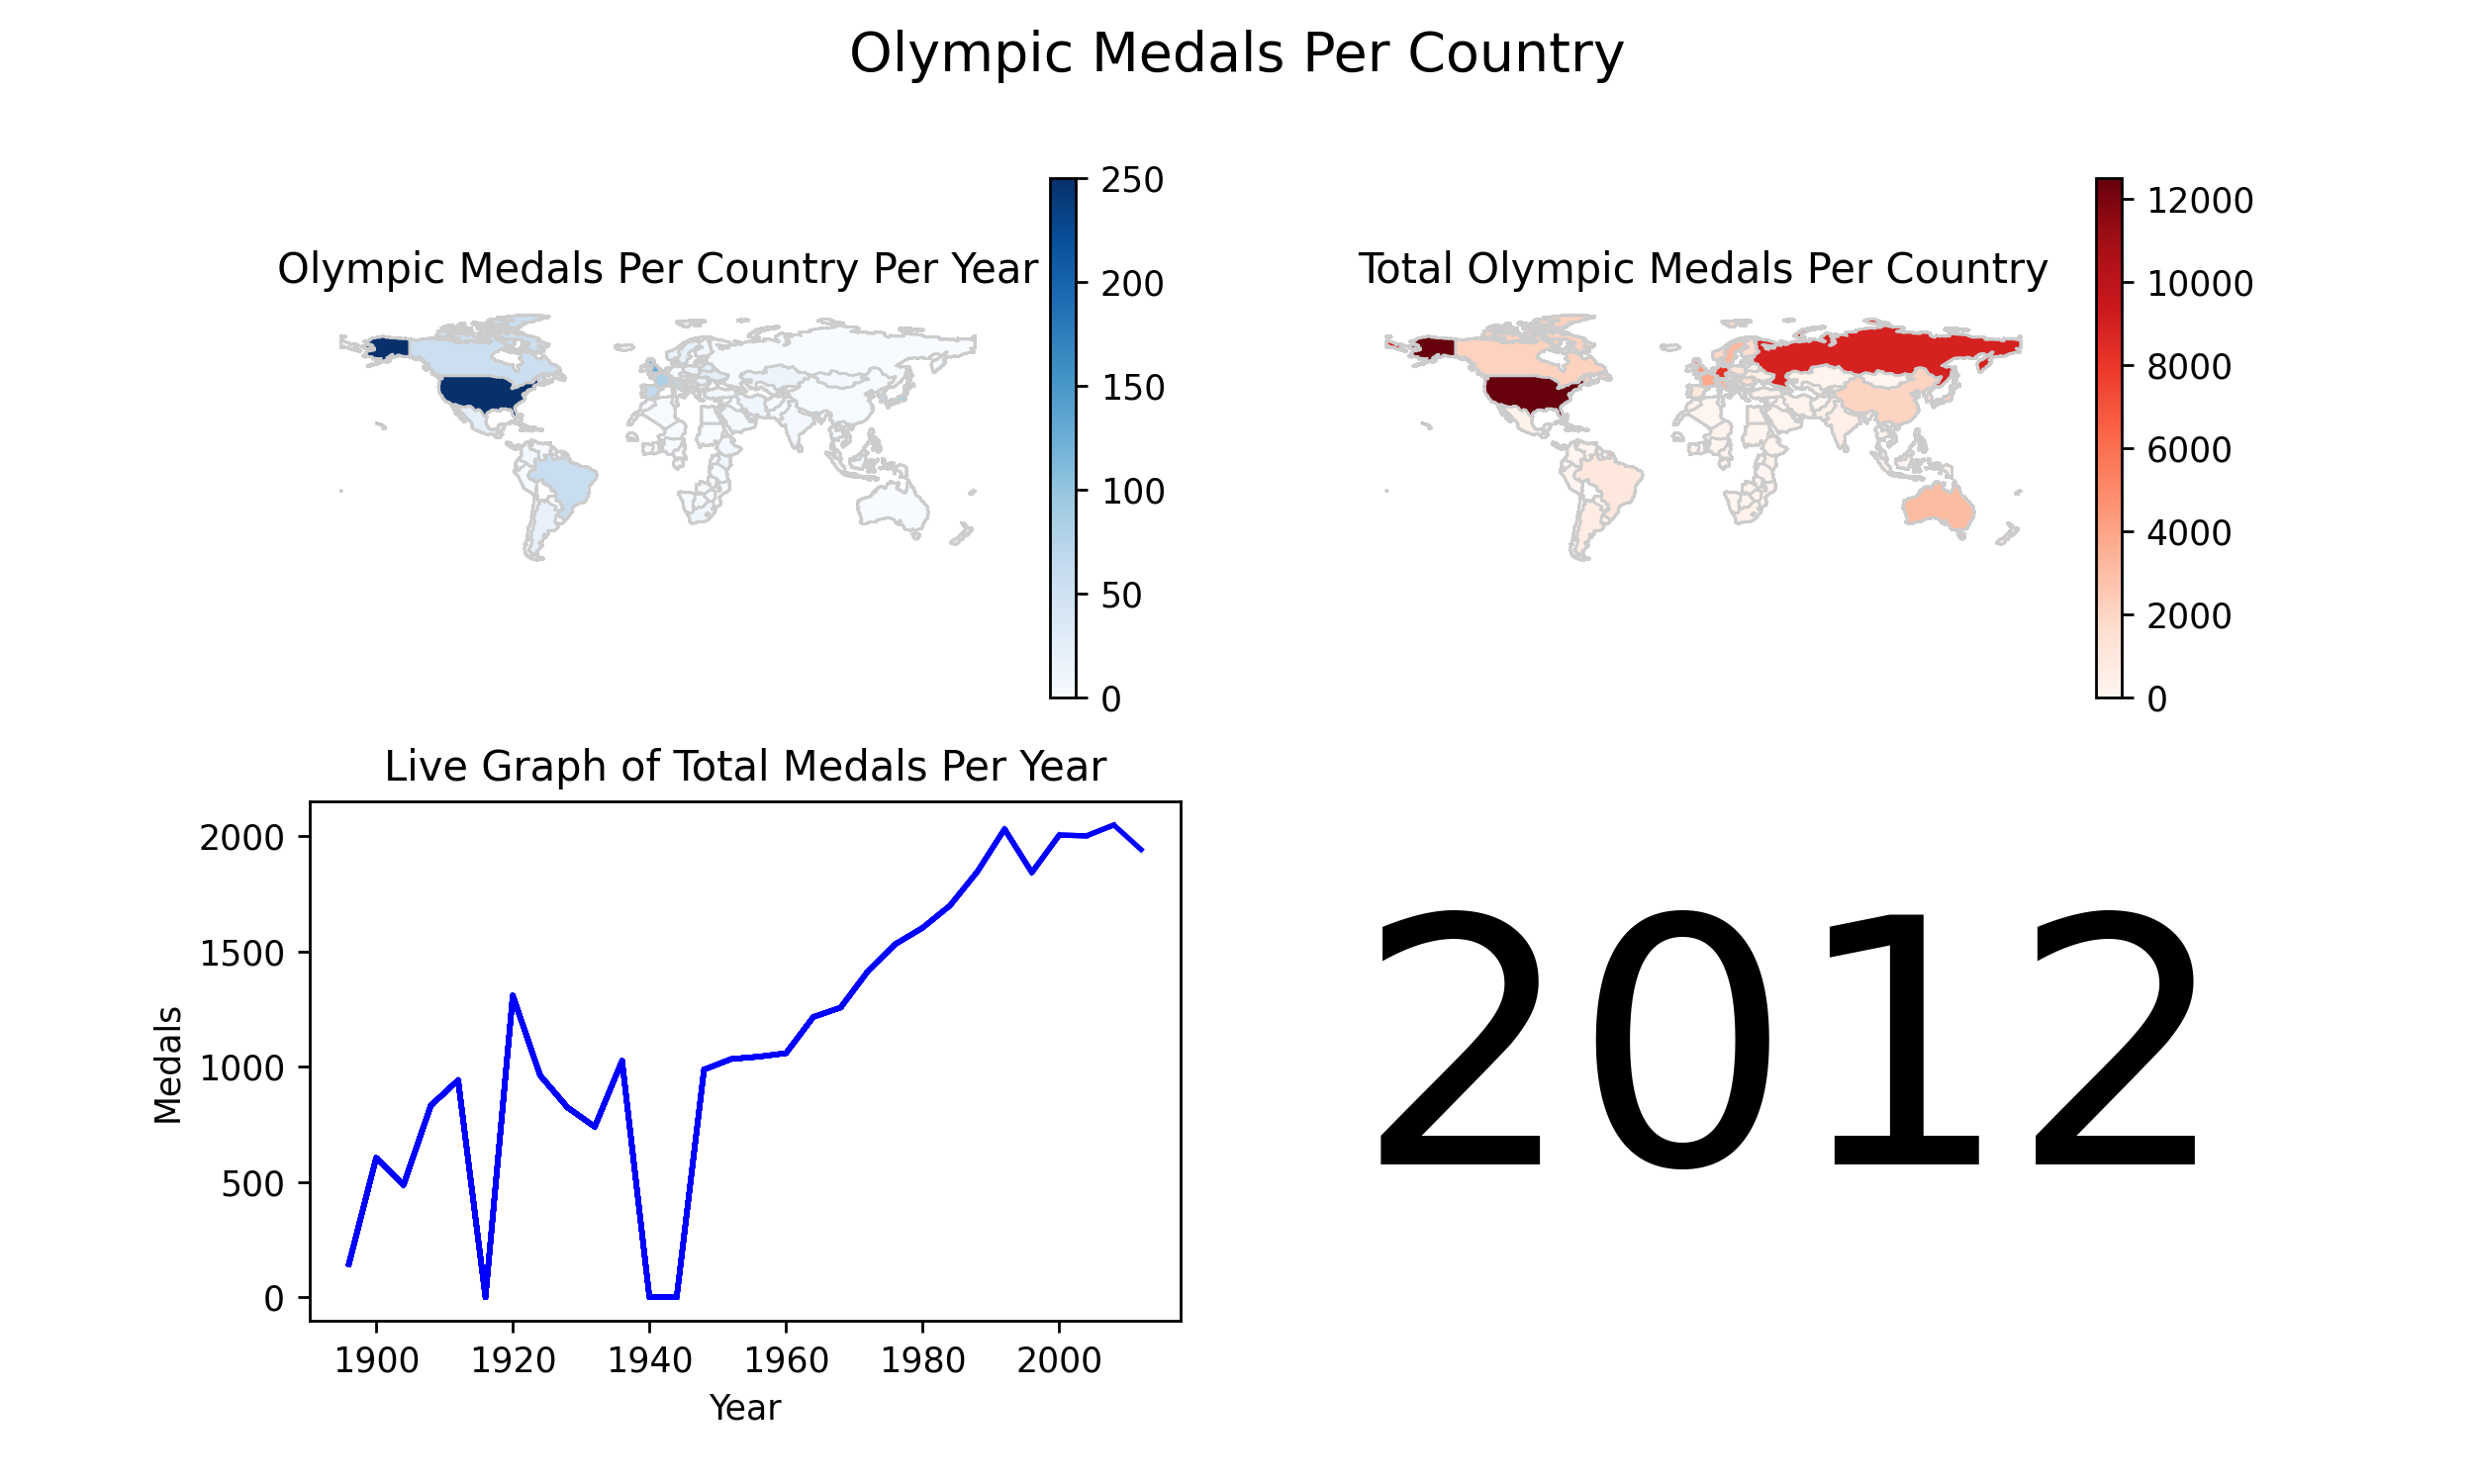 Olympic Medals Per Country
Olympic Medals Per Country Per Year
250
200
150
100
50
0
Total Olympic Medals Per Country
12000
10000
8000
6000
4000
2000
0
Live Graph of Total Medals Per Year
Medals
2000
1500
1000
500
0
1900 1920 1940 1960 1980 2000
Year
2012